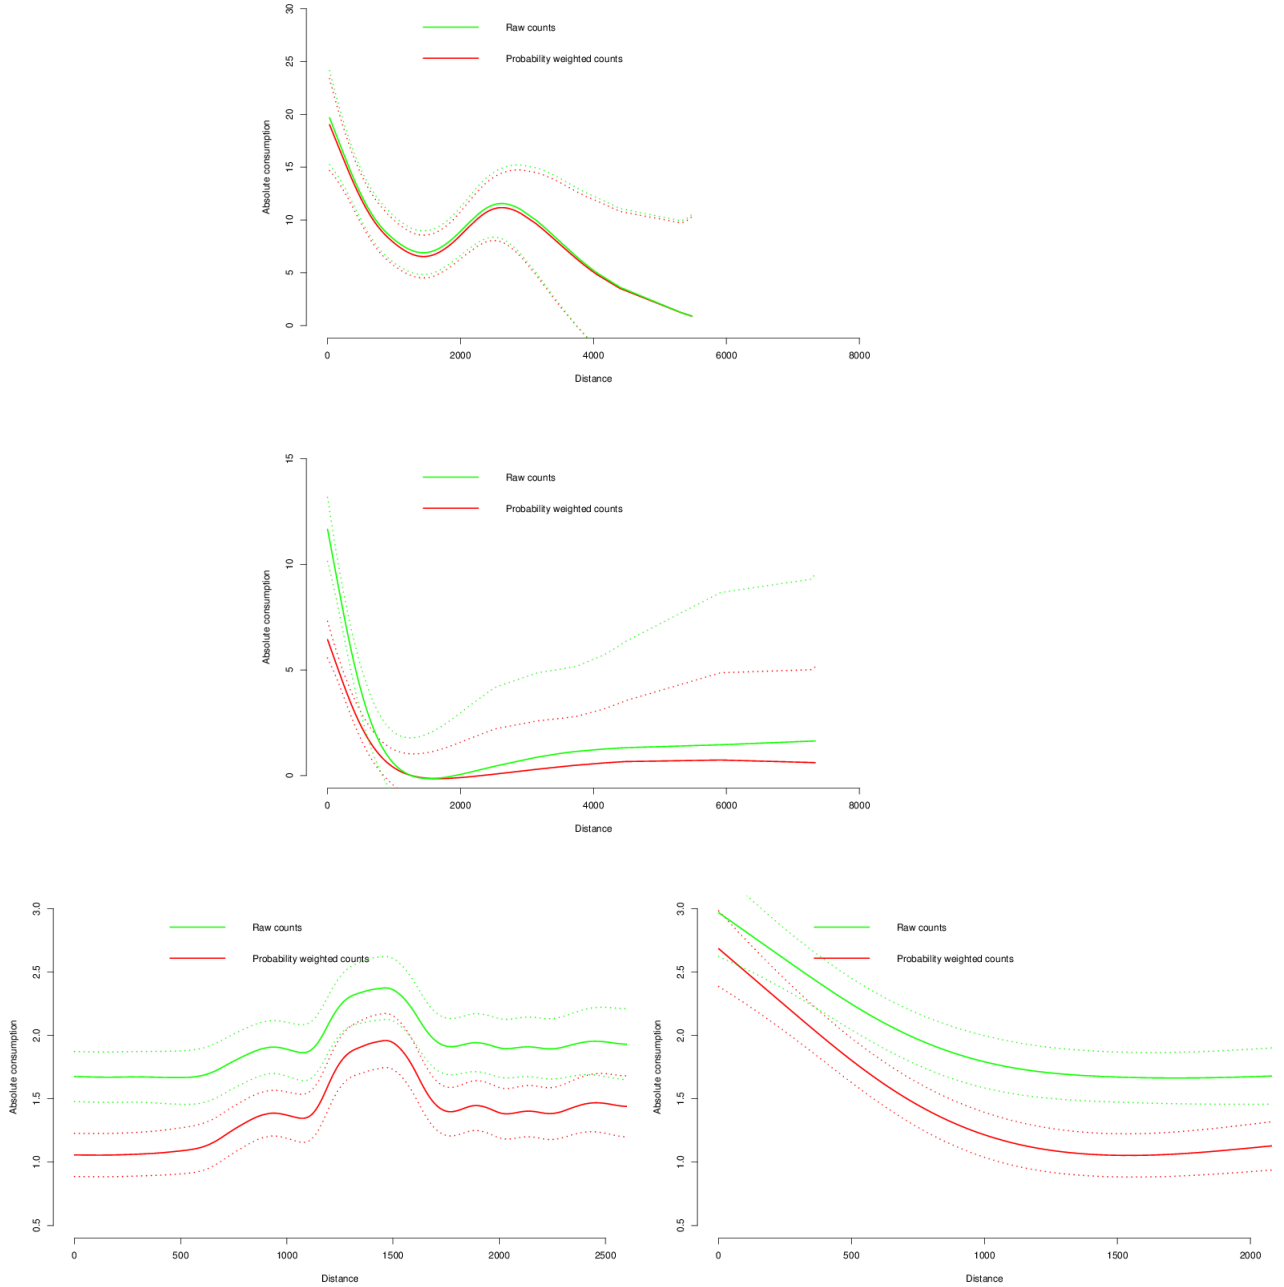 30
25
20
15
10
5
0
Absolute consumption
Raw counts
Probability weighted counts
0 2000 4000 6000 8000
Distance
15
10
5
0
Absolute consumption
Raw counts
Probability weighted counts
0 2000 4000 6000 8000
Distance
3.0
2.5
2.0
1.5
1.0
0.5
Absolute consumption
Raw counts
Probability weighted counts
0 500 1000 1500 2000 2500
Distance
3.0
2.5
2.0
1.5
1.0
0.5
Absolute consumption
Raw counts
Probability weighted counts
0 500 1000 1500 2000
Distance